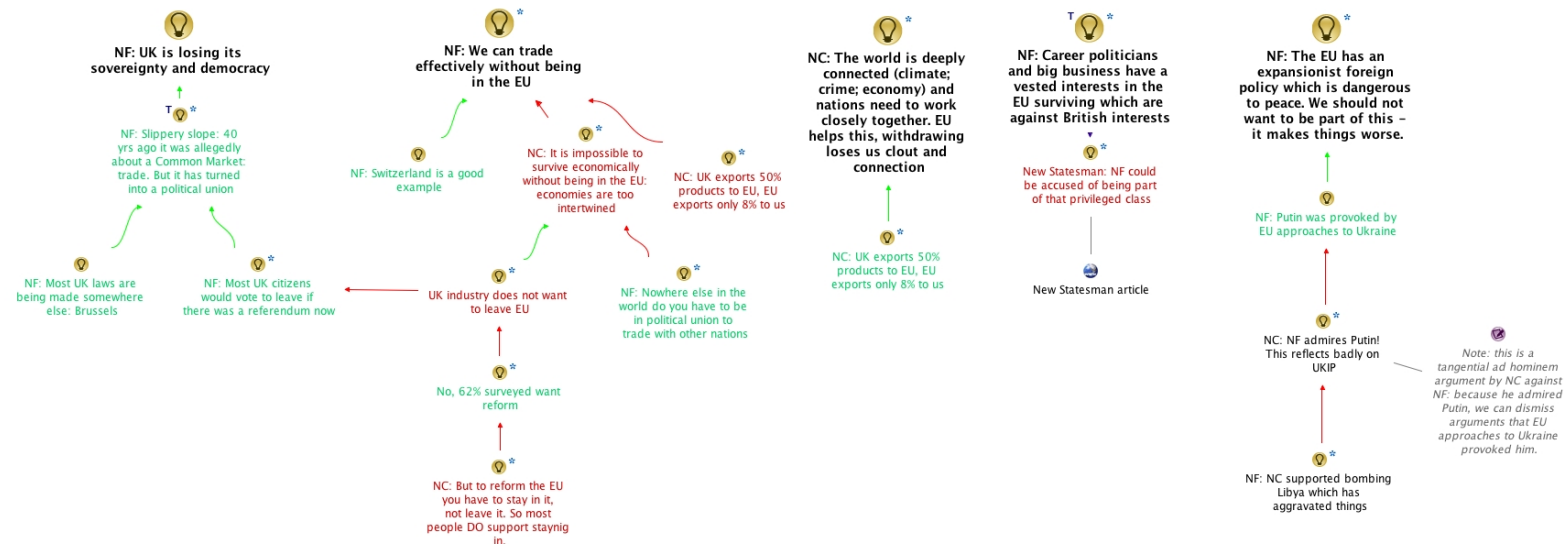 NF: UK is losing its
sovereignty and democracy
T
NF: Slippery slope: 40
yrs ago it was allegedly
about a Common Market:
trade. But it has turned
into a political union
NF: Most UK laws are
being made somewhere
else: Brussels
NF: Most UK citizens
would vote to leave if
there was a referendum now
NF: We can trade
effectively without being
in the EU
NF: Switzerland is a good
example
NC: It is impossible to
survive economically
without being in the EU:
economies are too
intertwined
NC: UK exports 50%
products to EU, EU
exports only 8% to us
UK industry does not want
to leave EU
NF: Nowhere else in the
world do you have to be
in political union to
trade with other nations
No, 62% surveyed want
reform
NC: But to reform the EU
you have to stay in it,
not leave it. So most
people DO support staynig
in.
NC: The world is deeply
connected (climate;
crime; economy) and
nations need to work
closely together. EU
helps this, withdrawing
loses us clout and
connection
NC: UK exports 50%
products to EU, EU
exports only 8% to us
T
NF: Career politicians
and big business have a
vested interests in the
EU surviving which are
against British interests
New Statesman: NF could
be accused of being part
of that privileged class
New Statesman article
NF: The EU has an
expansionist foreign
policy which is dangerous
to peace. We should not
want to be part of this –
it makes things worse.
NF: Putin was provoked by
EU approaches to Ukraine
NC: NF admires Putin!
This reflects badly on
UKIP
Note: this is a
tangential ad hominem
argument by NC against
NF: because he admired
Putin, we can dismiss
arguments that EU
approaches to Ukraine
provoked him.
NF: NC supported bombing
Libya which has
aggravated things